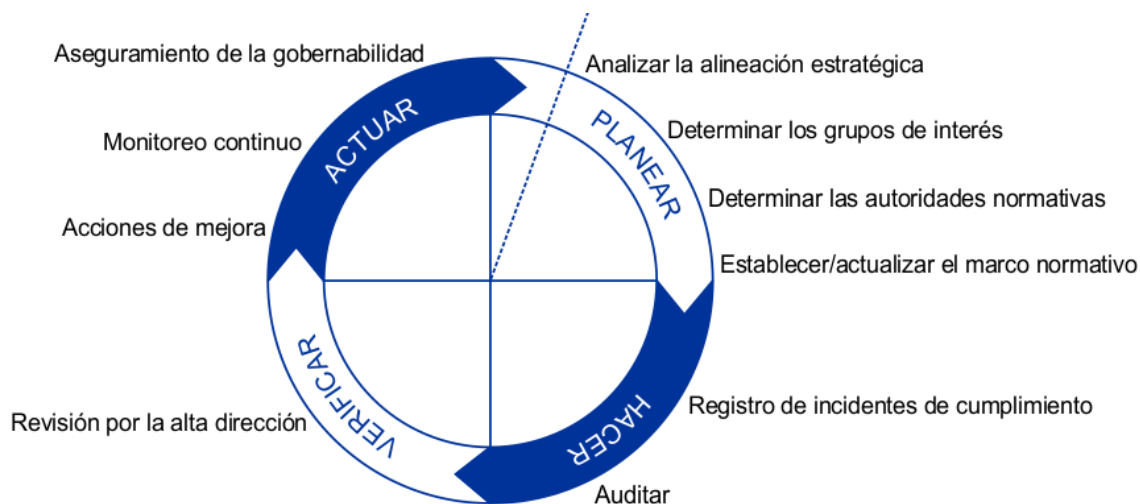 Aseguramiento de la gobernabilidad
Analizar la alineación estratégica
Monitoreo continuo
ACTUAR
PLANEAR
Determinar los grupos de interés
Acciones de mejora
Determinar las autoridades normativas
Establecer/actualizar el marco normativo
Revisión por la alta dirección
VERIFICAR
HACER
Registro de incidentes de cumplimiento
Auditar